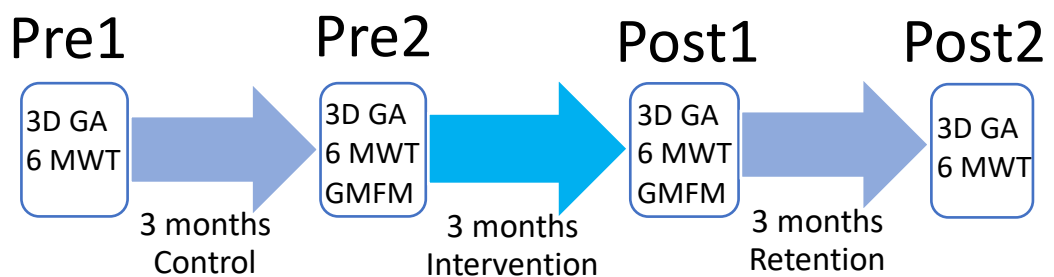 Pre1
Pre2
Post1
Post2
3D GA
6 MWT
3D GA
6 MWT
GMFM
3D GA
6 MWT
GMFM
3D GA
6 MWT
3 months
Control
3 months
Intervention
3 months
Retention